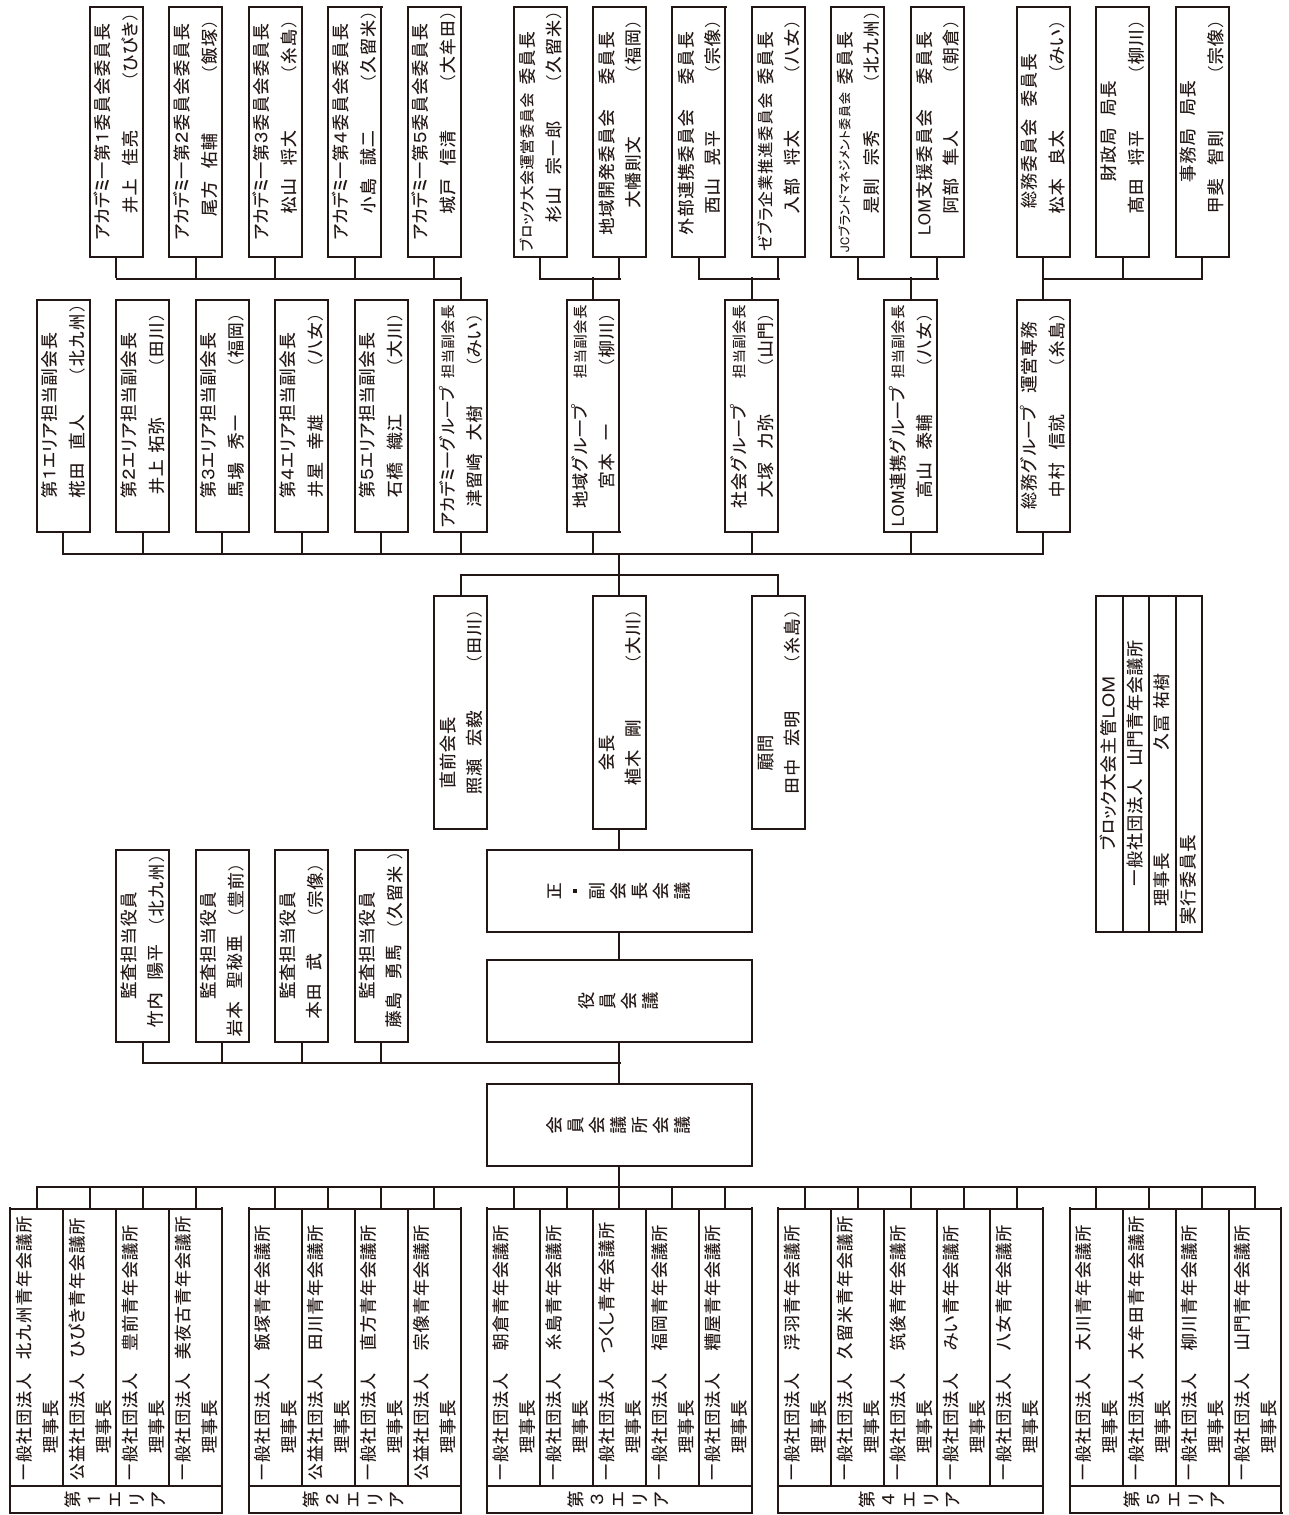 第1エリア
一般社団法人 北九州青年会議所
理事長
公益社団法人 ひびき青年会議所
理事長
一般社団法人 豊前青年会議所
理事長
一般社団法人 美夜古青年会議所
理事長
第2エリア
一般社団法人 飯塚青年会議所
理事長
公益社団法人 田川青年会議所
理事長
一般社団法人 直方青年会議所
理事長
公益社団法人 宗像青年会議所
理事長
第3エリア
一般社団法人 朝倉青年会議所
理事長
一般社団法人 糸島青年会議所
理事長
一般社団法人 つくし青年会議所
理事長
一般社団法人 福岡青年会議所
理事長
一般社団法人 糟屋青年会議所
理事長
第4エリア
一般社団法人 浮羽青年会議所
理事長
一般社団法人 久留米青年会議所
理事長
一般社団法人 筑後青年会議所
理事長
一般社団法人 みい青年会議所
理事長
一般社団法人 八女青年会議所
理事長
第5エリア
一般社団法人 大川青年会議所
理事長
一般社団法人 大牟田青年会議所
理事長
一般社団法人 柳川青年会議所
理事長
一般社団法人 山門青年会議所
理事長
会員会議所会議
役員会議
正・副会長会議
監査担当役員
竹内 陽平 (北九州)
監査担当役員
岩本 聖秘亜 (豊前)
監査担当役員
本田 武 (宗像)
監査担当役員
藤島 勇馬 (久留米)
直前会長
照瀬 宏毅 (田川)
会長
植木 剛 (大川)
顧問
田中 宏明 (糸島)
ブロック大会主管LOM
一般社団法人 山門青年会議所
理事長 久冨 祐樹
実行委員長
第1エリア担当副会長
椛田 直人 (北九州)
第2エリア担当副会長
井上 拓弥 (田川)
第3エリア担当副会長
馬場 秀一 (福岡)
第4エリア担当副会長
井星 幸雄 (八女)
第5エリア担当副会長
石橋 織江 (大川)
アカデミーグループ 担当副会長
津留崎 大樹 (みい)
地域グループ 担当副会長
宮本 一 (柳川)
社会グループ 担当副会長
大塚 力弥 (山門)
LOM連携グループ 担当副会長
高山 泰輔 (八女)
総務グループ 運営専務
中村 信就 (糸島)
アカデミー第1委員会委員長
井上 佳亮 (ひびき)
アカデミー第2委員会委員長
尾方 佑輔 (飯塚)
アカデミー第3委員会委員長
松山 将大 (糸島)
アカデミー第4委員会委員長
小島 誠二 (久留米)
アカデミー第5委員会委員長
城戸 信清 (大牟田)
ブロック大会運営委員会 委員長
杉山 宗一郎 (久留米)
地域開発委員会 委員長
大幡則文 (福岡)
外部連携委員会 委員長
西山 晃平 (宗像)
ゼブラ企業推進委員会 委員長
入部 将太 (八女)
JCブランドマネジメント委員会 委員長
是則 宗秀 (北九州)
LOM支援委員会 委員長
阿部 隼人 (朝倉)
総務委員会 委員長
松本 良太 (みい)
財政局 局長
髙田 将平 (柳川)
事務局 局長
甲斐 智則 (宗像)